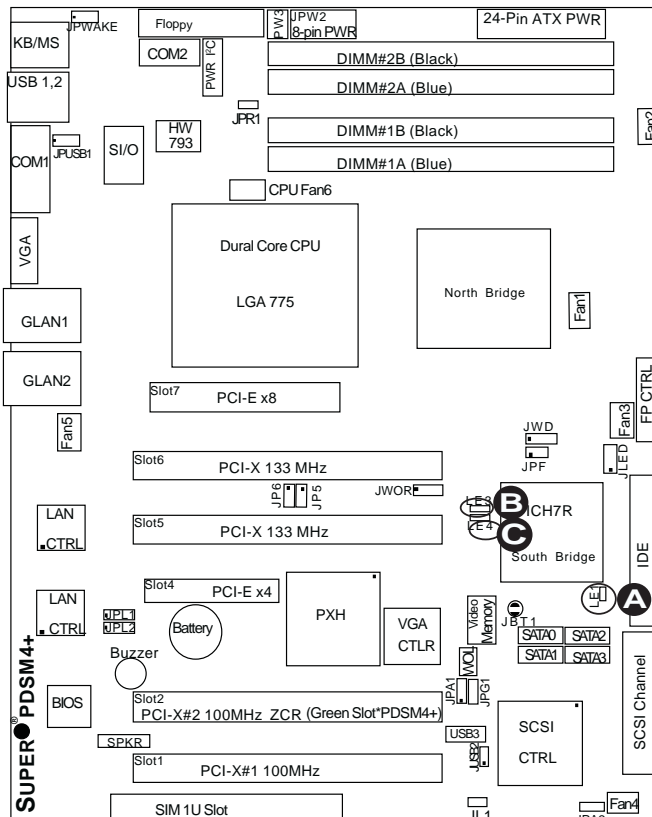 JPWAKE
Floppy
PW3
JPW2
8-pin PWR
24-Pin ATX PWR
KB/MS
COM2
PWR I²C
DIMM#2B (Black)
USB 1,2
DIMM#2A (Blue)
JPR1
Fan2
HW
793
DIMM#1B (Black)
JPUSB1
SI/O
COM1
DIMM#1A (Blue)
CPU Fan6
VGA
Dural Core CPU
LGA 775
North Bridge
Fan1
GLAN1
GLAN2
Slot7
PCI-E x8
FP CTRL
Fan3
Fan5
JWD
JPF
JLED
Slot6
PCI-X 133 MHz
JP6
JP5
JWOR
LE3
B
ICH7R
LAN
CTRL
Slot5
PCI-X 133 MHz
LE4
C
South Bridge
IDE
Slot4
PCI-E x4
PXH
LE1
A
LAN
CTRL
JPL1
JPL2
Battery
VGA
CTLR
Video
Memory
JBT1
SATA0
SATA2
SATA1
SATA3
Buzzer
WOL
BIOS
JPA1
JPG1
Slot2
PCI-X#2 100MHz ZCR (Green Slot*PDSM4+)
SCSI
CTRL
SCSI Channel
USB3
JUSB2
SPKR
Slot1
PCI-X#1 100MHz
SUPER® PDSM4+
SIM 1U Slot
JL1
Fan4